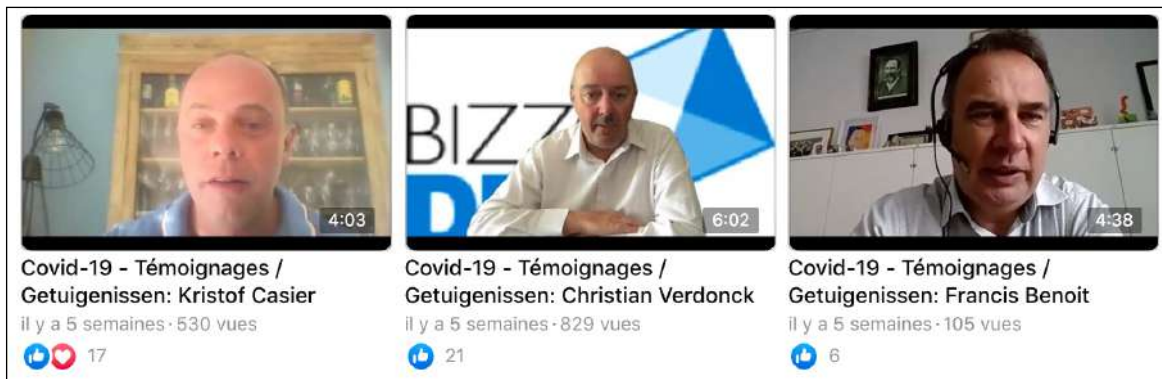 4:03
Covid-19 - Témoignages /
Getuigenissen: Kristof Casier
il y a 5 semaines · 530 vues
17
BIZZ
6:02
Covid-19 - Témoignages /
Getuigenissen: Christian Verdonck
il y a 5 semaines · 829 vues
21
4:38
Covid-19 - Témoignages /
Getuigenissen: Francis Benoit
il y a 5 semaines · 105 vues
6